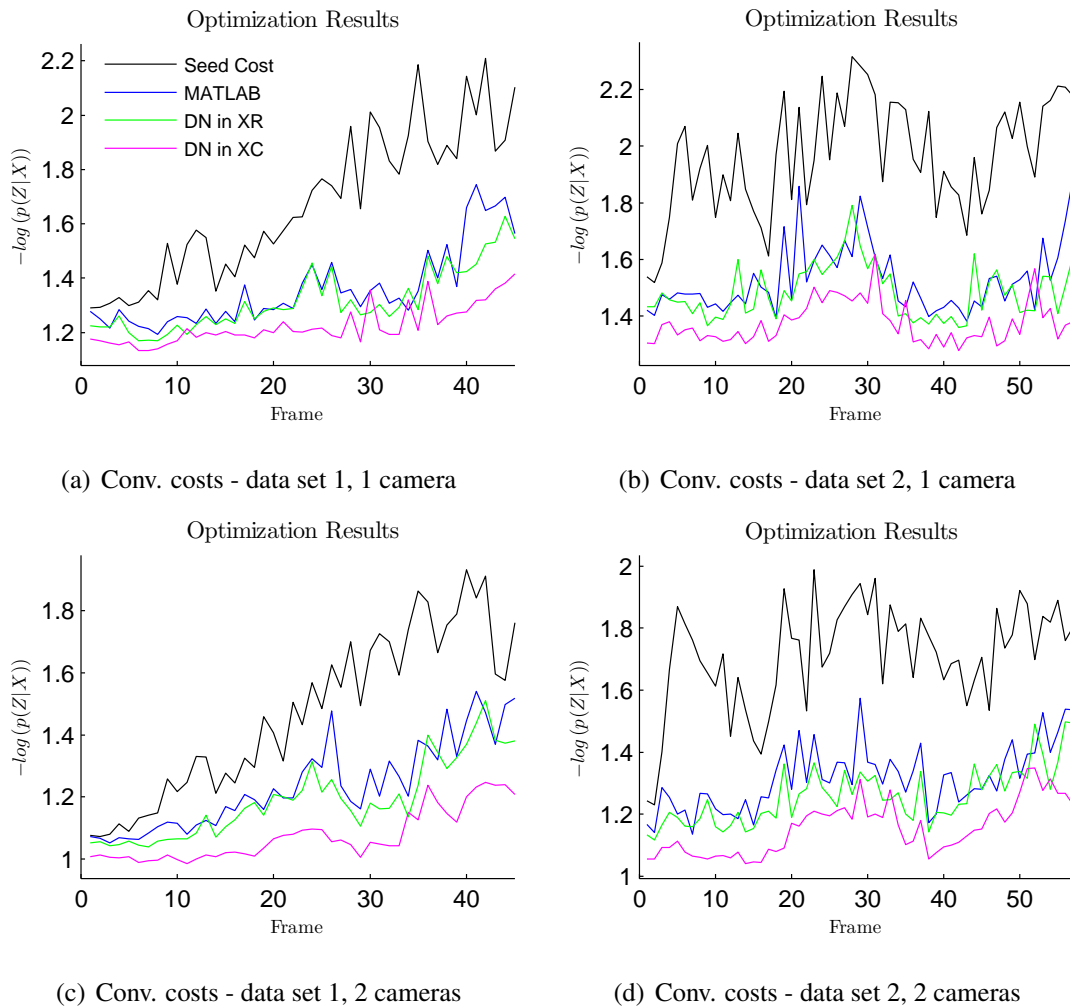 Optimization Results
2.2
2
1.8
1.6
1.4
1.2
−log (p(Z|X))
Seed Cost
MATLAB
DN in XR
DN in XC
0 10 20 30 40
Frame
(a) Conv. costs - data set 1, 1 camera
Optimization Results
2.2
2
1.8
1.6
1.4
−log (p(Z|X))
0 10 20 30 40 50
Frame
(b) Conv. costs - data set 2, 1 camera
Optimization Results
1.8
1.6
1.4
1.2
1
−log (p(Z|X))
0 10 20 30 40
Frame
(c) Conv. costs - data set 1, 2 cameras
Optimization Results
2
1.8
1.6
1.4
1.2
1
−log (p(Z|X))
0 10 20 30 40 50
Frame
(d) Conv. costs - data set 2, 2 cameras